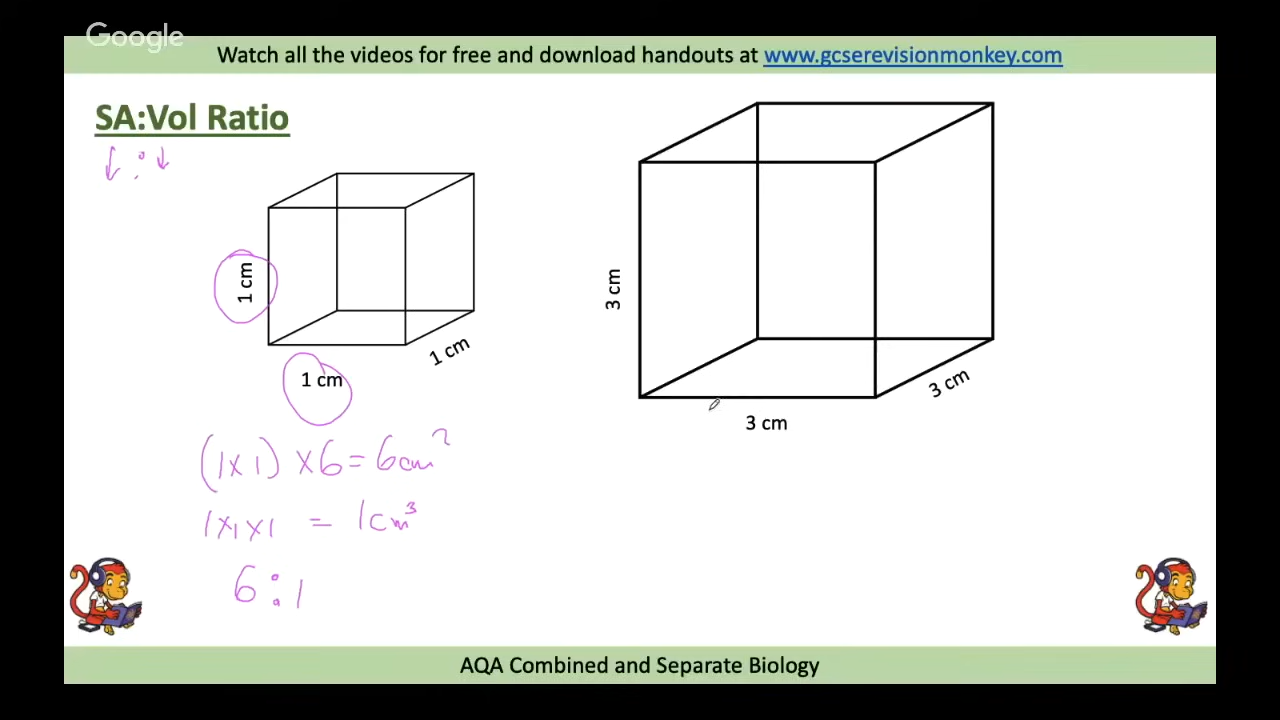 Google
Watch all the videos for free and download handouts at www.gcserevisionmonkey.com
SA:Vol Ratio
↓ : ↓
1 cm
1 cm
1 cm
3 cm
3 cm
3 cm
(1x1) x6=6cm²
1x1x1 = 1cm³
6:1
AQA Combined and Separate Biology